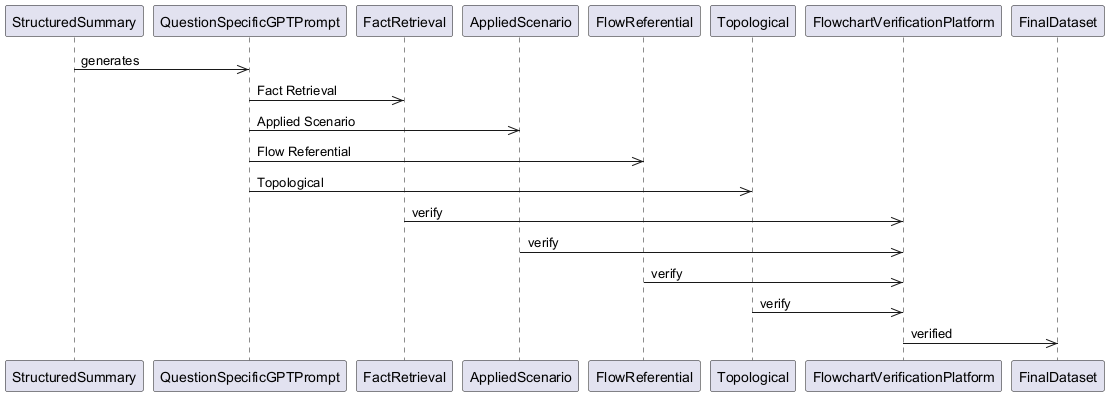 StructuredSummary QuestionSpecificGPTPrompt FactRetrieval AppliedScenario FlowReferential Topological FlowchartVerificationPlatform FinalDataset
generates
Fact Retrieval
Applied Scenario
Flow Referential
Topological
verify
verify
verify
verify
verified
StructuredSummary QuestionSpecificGPTPrompt FactRetrieval AppliedScenario FlowReferential Topological FlowchartVerificationPlatform FinalDataset